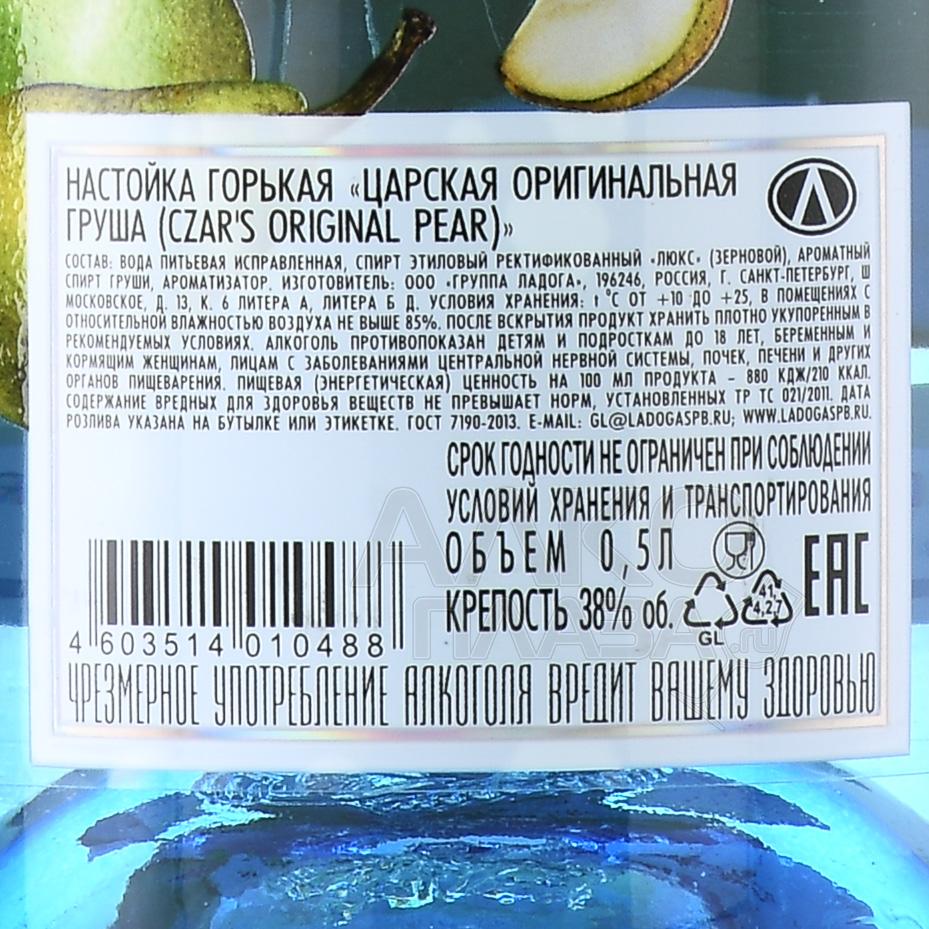 НАСТОЙКА ГОРЬКАЯ «ЦАРСКАЯ ОРИГИНАЛЬНАЯ
ГРУША (CZAR'S ORIGINAL PEAR)»
СОСТАВ: ВОДА ПИТЬЕВАЯ ИСПРАВЛЕННАЯ, СПИРТ ЭТИЛОВЫЙ РЕКТИФИКОВАННЫЙ «ЛЮКС» (ЗЕРНОВОЙ), АРОМАТНЫЙ
СПИРТ ГРУШИ, АРОМАТИЗАТОР. ИЗГОТОВИТЕЛЬ: ООО «ГРУППА ЛАДОГА», 196246, РОССИЯ, Г. САНКТ-ПЕТЕРБУРГ, Ш
МОСКОВСКОЕ, Д. 13, К. 6 ЛИТЕРА А, ЛИТЕРА Б Д. УСЛОВИЯ ХРАНЕНИЯ: t °С ОТ +10 ДО +25, В ПОМЕЩЕНИЯХ С
ОТНОСИТЕЛЬНОЙ ВЛАЖНОСТЬЮ ВОЗДУХА НЕ ВЫШЕ 85%. ПОСЛЕ ВСКРЫТИЯ ПРОДУКТ ХРАНИТЬ ПЛОТНО УКУПОРЕННЫМ В
РЕКОМЕНДУЕМЫХ УСЛОВИЯХ. АЛКОГОЛЬ ПРОТИВОПОКАЗАН ДЕТЯМ И ПОДРОСТКАМ ДО 18 ЛЕТ, БЕРЕМЕННЫМ И
КОРМЯЩИМ ЖЕНЩИНАМ, ЛИЦАМ С ЗАБОЛЕВАНИЯМИ ЦЕНТРАЛЬНОЙ НЕРВНОЙ СИСТЕМЫ, ПОЧЕК, ПЕЧЕНИ И ДРУГИХ
ОРГАНОВ ПИЩЕВАРЕНИЯ. ПИЩЕВАЯ (ЭНЕРГЕТИЧЕСКАЯ) ЦЕННОСТЬ НА 100 МЛ ПРОДУКТА – 880 КДЖ/210 ККАЛ.
СОДЕРЖАНИЕ ВРЕДНЫХ ДЛЯ ЗДОРОВЬЯ ВЕЩЕСТВ НЕ ПРЕВЫШАЕТ НОРМ, УСТАНОВЛЕННЫХ ТР ТС 021/2011. ДАТА
РОЗЛИВА УКАЗАНА НА БУТЫЛКЕ ИЛИ ЭТИКЕТКЕ. ГОСТ 7190-2013. E-MAIL: GL@LADOGASPB.RU; WWW.LADOGASPB.RU.
СРОК ГОДНОСТИ НЕ ОГРАНИЧЕН ПРИ СОБЛЮДЕНИИ
УСЛОВИЙ ХРАНЕНИЯ И ТРАНСПОРТИРОВАНИЯ
ОБЪЕМ 0,5Л
КРЕПОСТЬ 38% об.
GL
41,
4,2,7
EAC
4 603514 010488
АЛКО
ПЛАЗА.ru
ЧРЕЗМЕРНОЕ УПОТРЕБЛЕНИЕ АЛКОГОЛЯ ВРЕДИТ ВАШЕМУ ЗДОРОВЬЮ